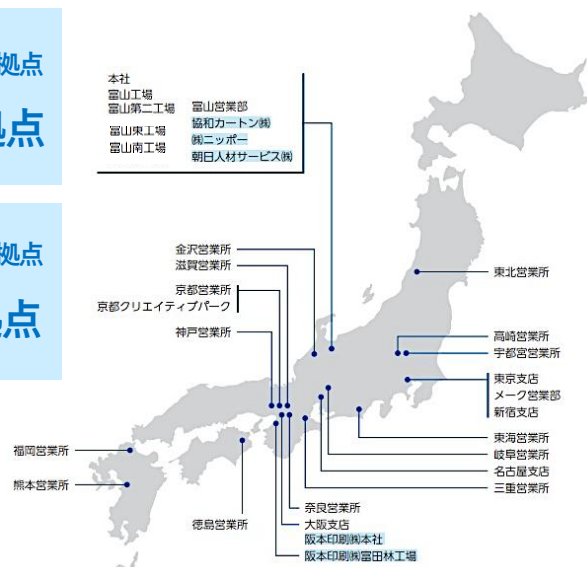 拠点
拠点
拠点
拠点
本社
富山工場
富山第二工場
富山東工場
富山南工場
富山営業部
協和カートン㈱
㈱ニッポー
朝日人材サービス㈱
金沢営業所
滋賀営業所
京都営業所
京都クリエイティブパーク
神戸営業所
東北営業所
高崎営業所
宇都宮営業所
東京支店
メーク営業部
新宿支店
東海営業所
岐阜営業所
名古屋支店
三重営業所
福岡営業所
熊本営業所
徳島営業所
奈良営業所
大阪支店
阪本印刷㈱本社
阪本印刷㈱富田林工場